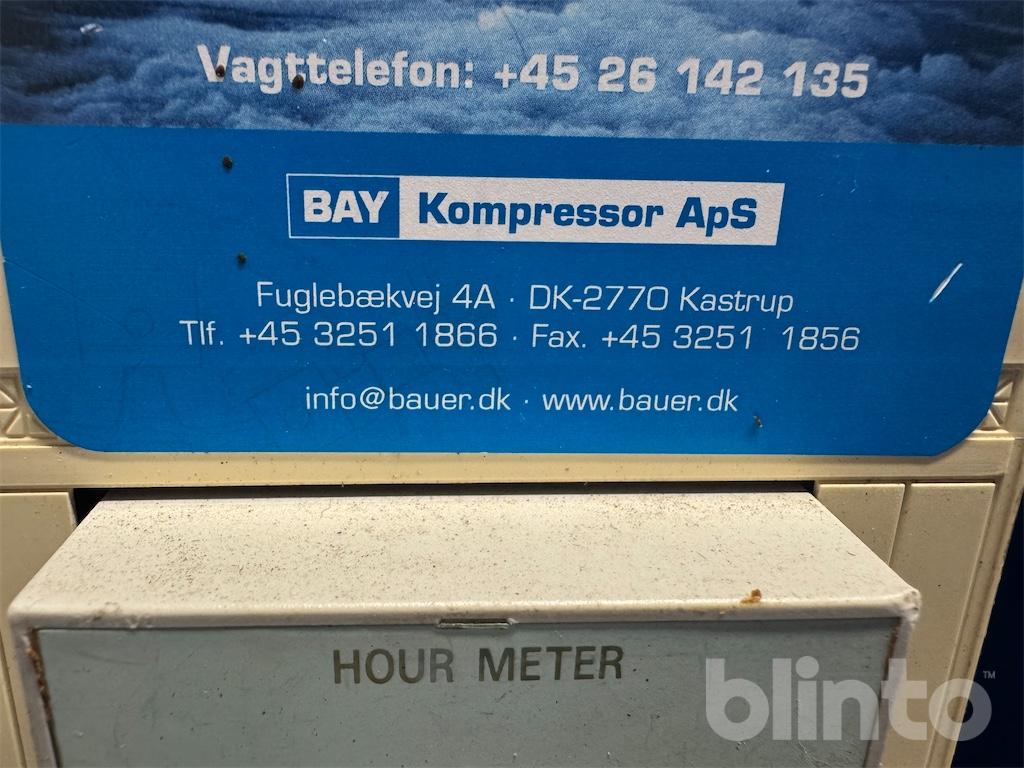 Vagttelefon: +45 26 142 135
BAY Kompressor ApS
Fuglebækvej 4A · DK-2770 Kastrup
Tlf. +45 3251 1866 · Fax. +45 3251 1856
info@bauer.dk · www.bauer.dk
HOUR METER
blinto™